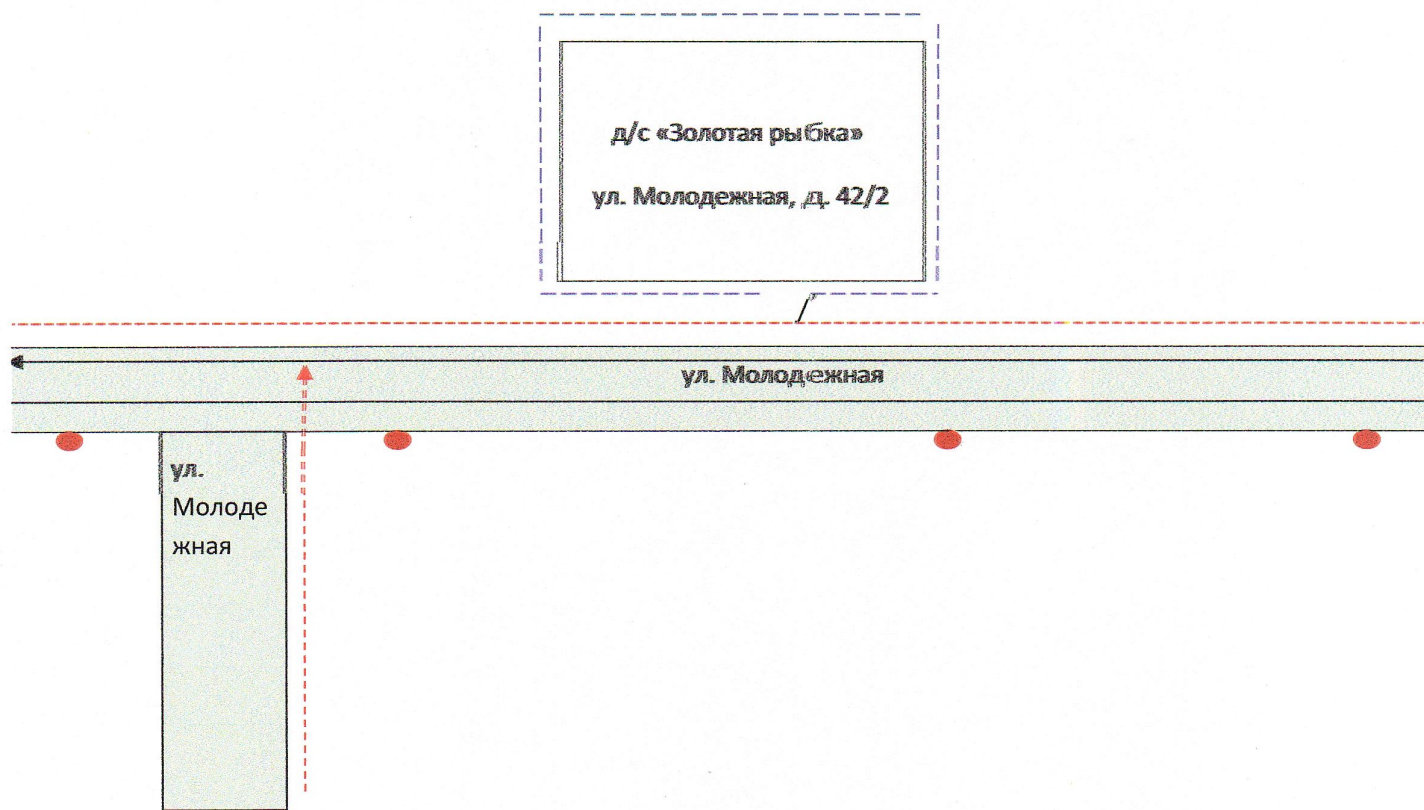 д/с «Золотая рыбка»
ул. Молодежная, д. 42/2
ул. Молодежная
ул.
Молоде
жная